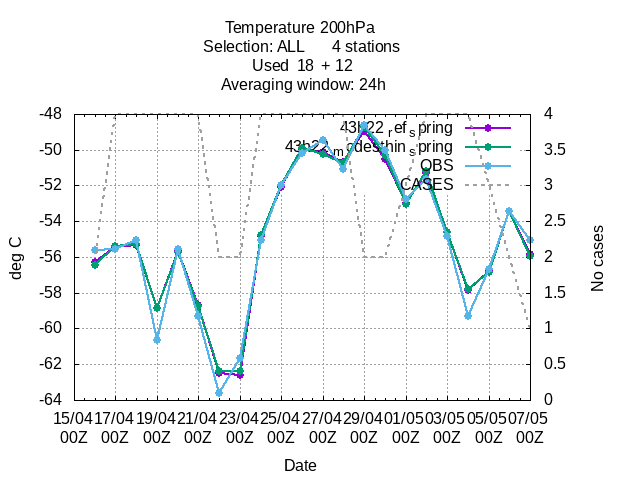 Temperature 200hPa
Selection: ALL 4 stations
Used 18 + 12
Averaging window: 24h
-48 4
43h22_ref_spring
-50 3.5
43h22_modesthin_spring
OBS
-52 3
CASES
-54 2.5
-56 2
-58 1.5
-60 1
-62 0.5
-64 0
deg C
No cases
15/04 17/04 19/04 21/04 23/04 25/04 27/04 29/04 01/05 03/05 05/05 07/05
00Z 00Z 00Z 00Z 00Z 00Z 00Z 00Z 00Z 00Z 00Z 00Z
Date